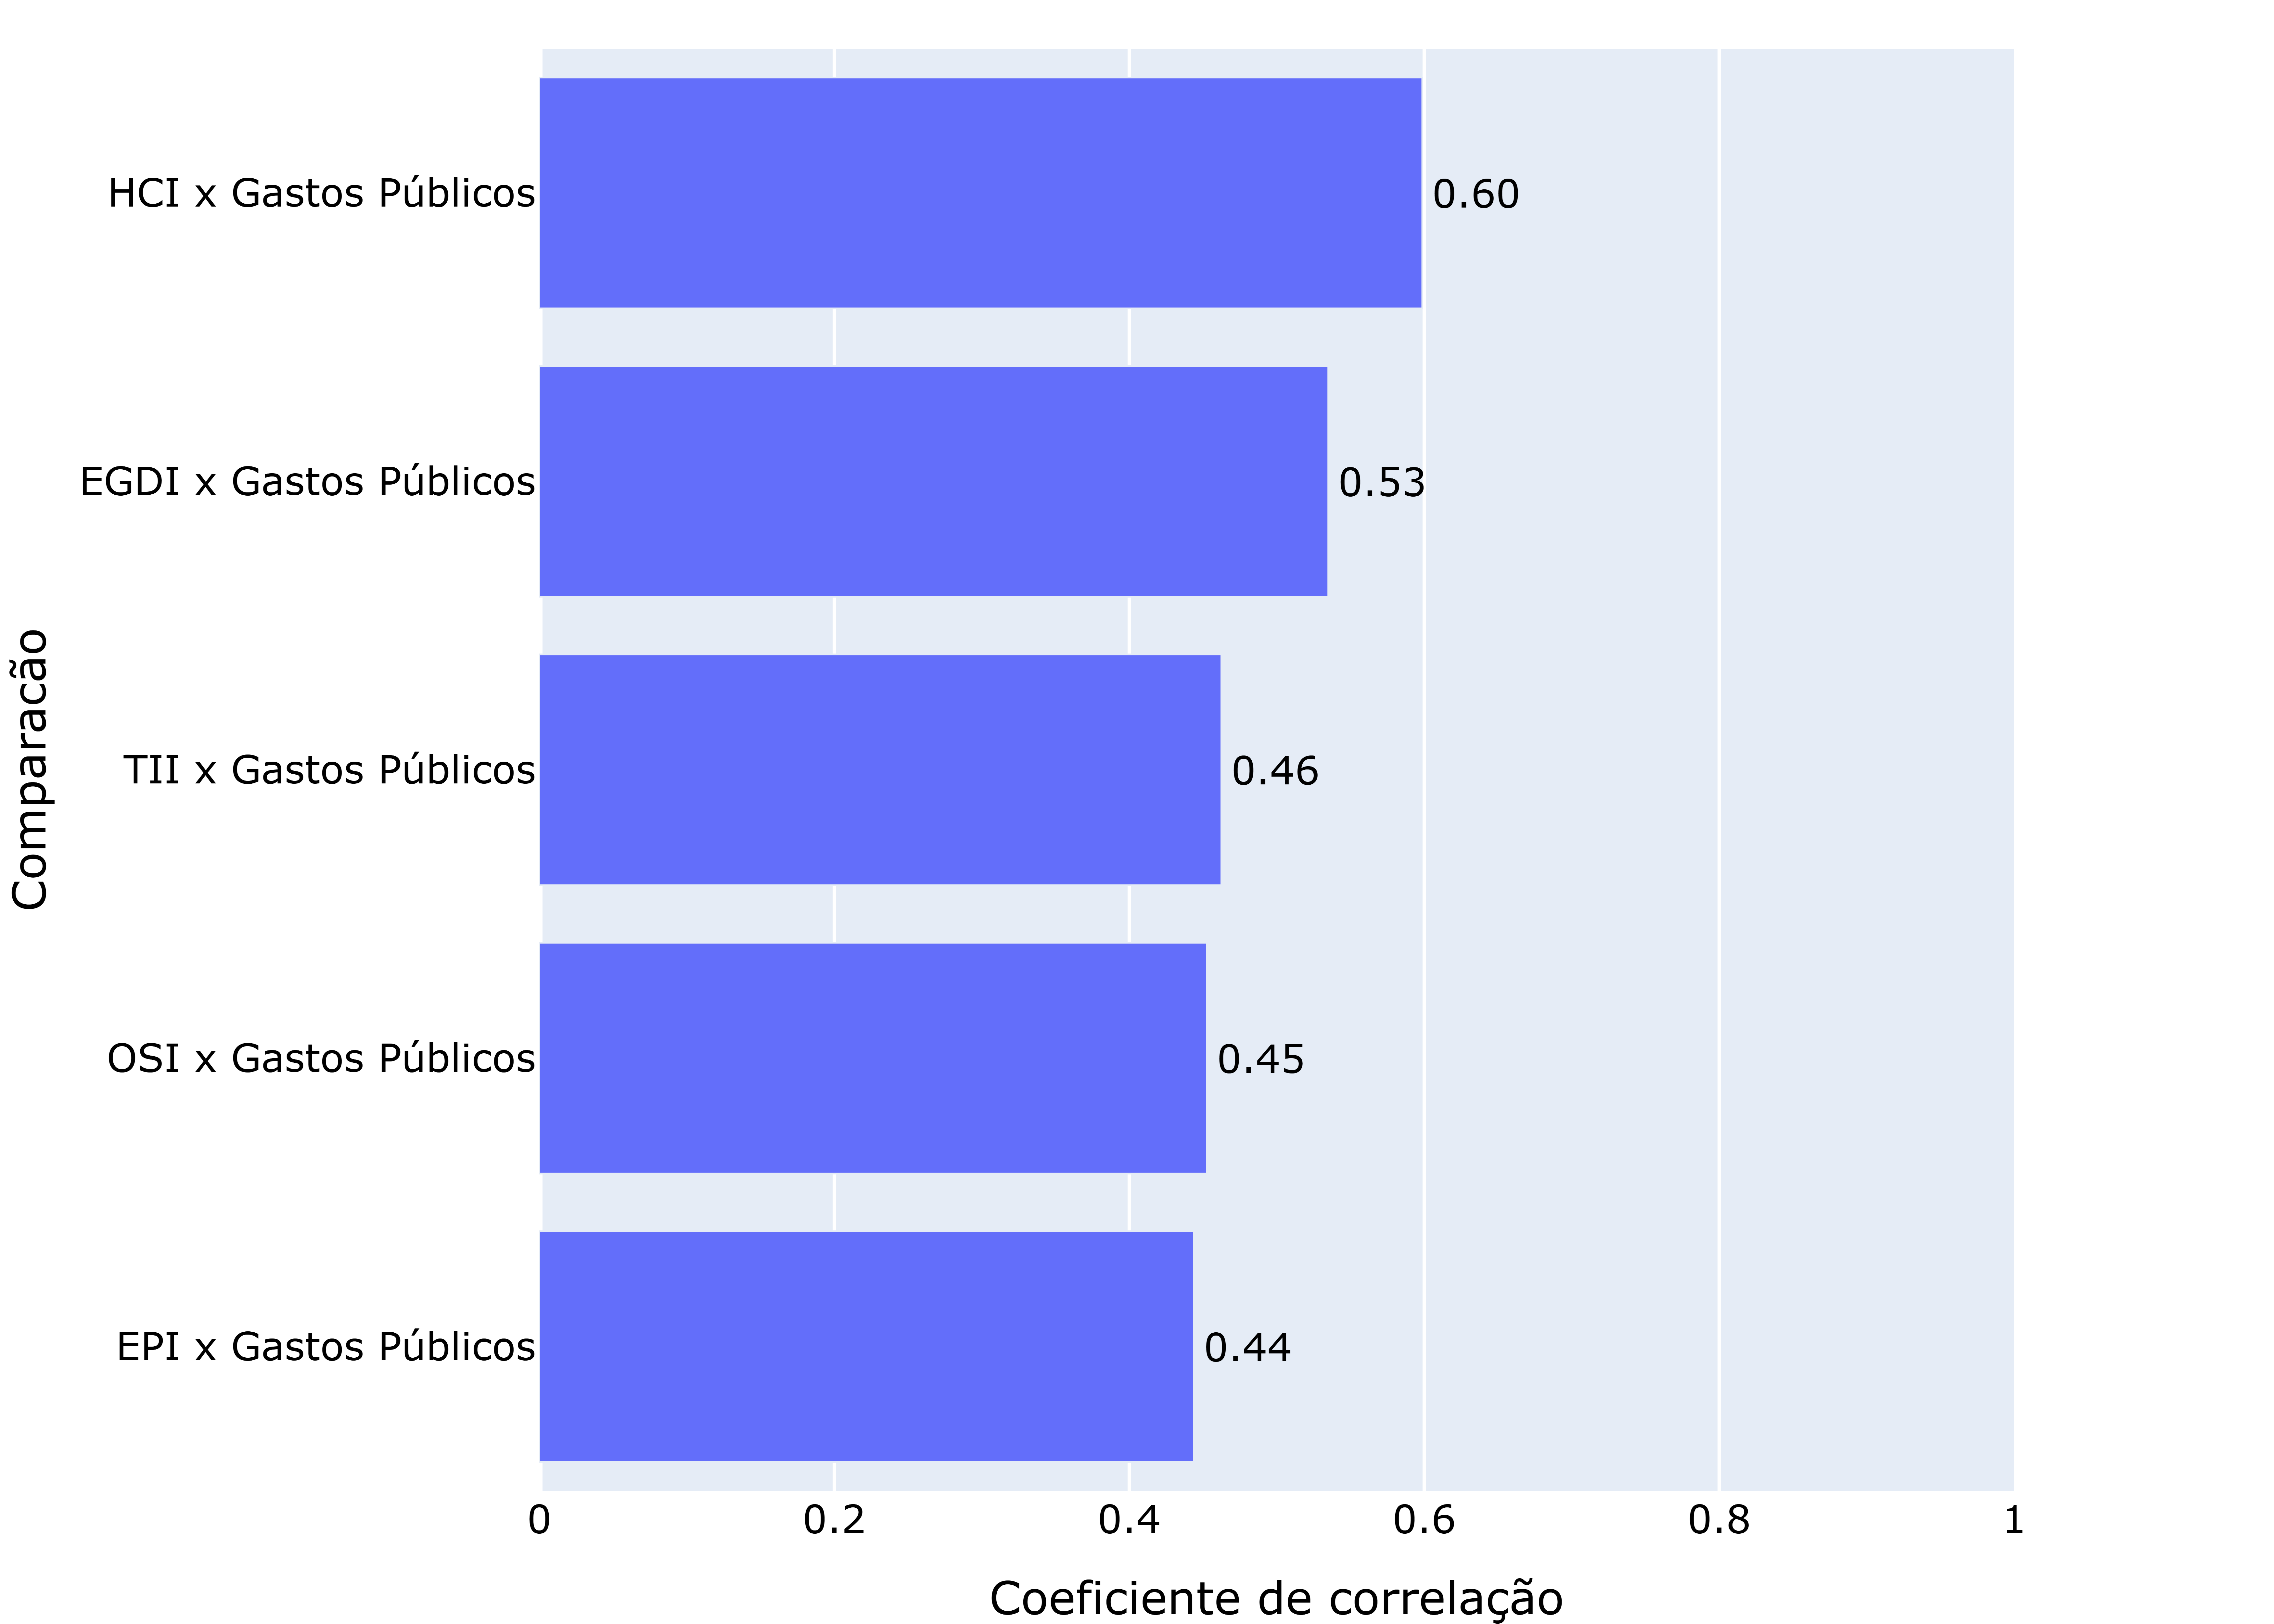 HCI x Gastos Públicos
0.60
EGDI x Gastos Públicos
0.53
TII x Gastos Públicos
0.46
OSI x Gastos Públicos
0.45
EPI x Gastos Públicos
0.44
Comparacão
0
0.2
0.4
0.6
0.8
1
Coeficiente de correlação